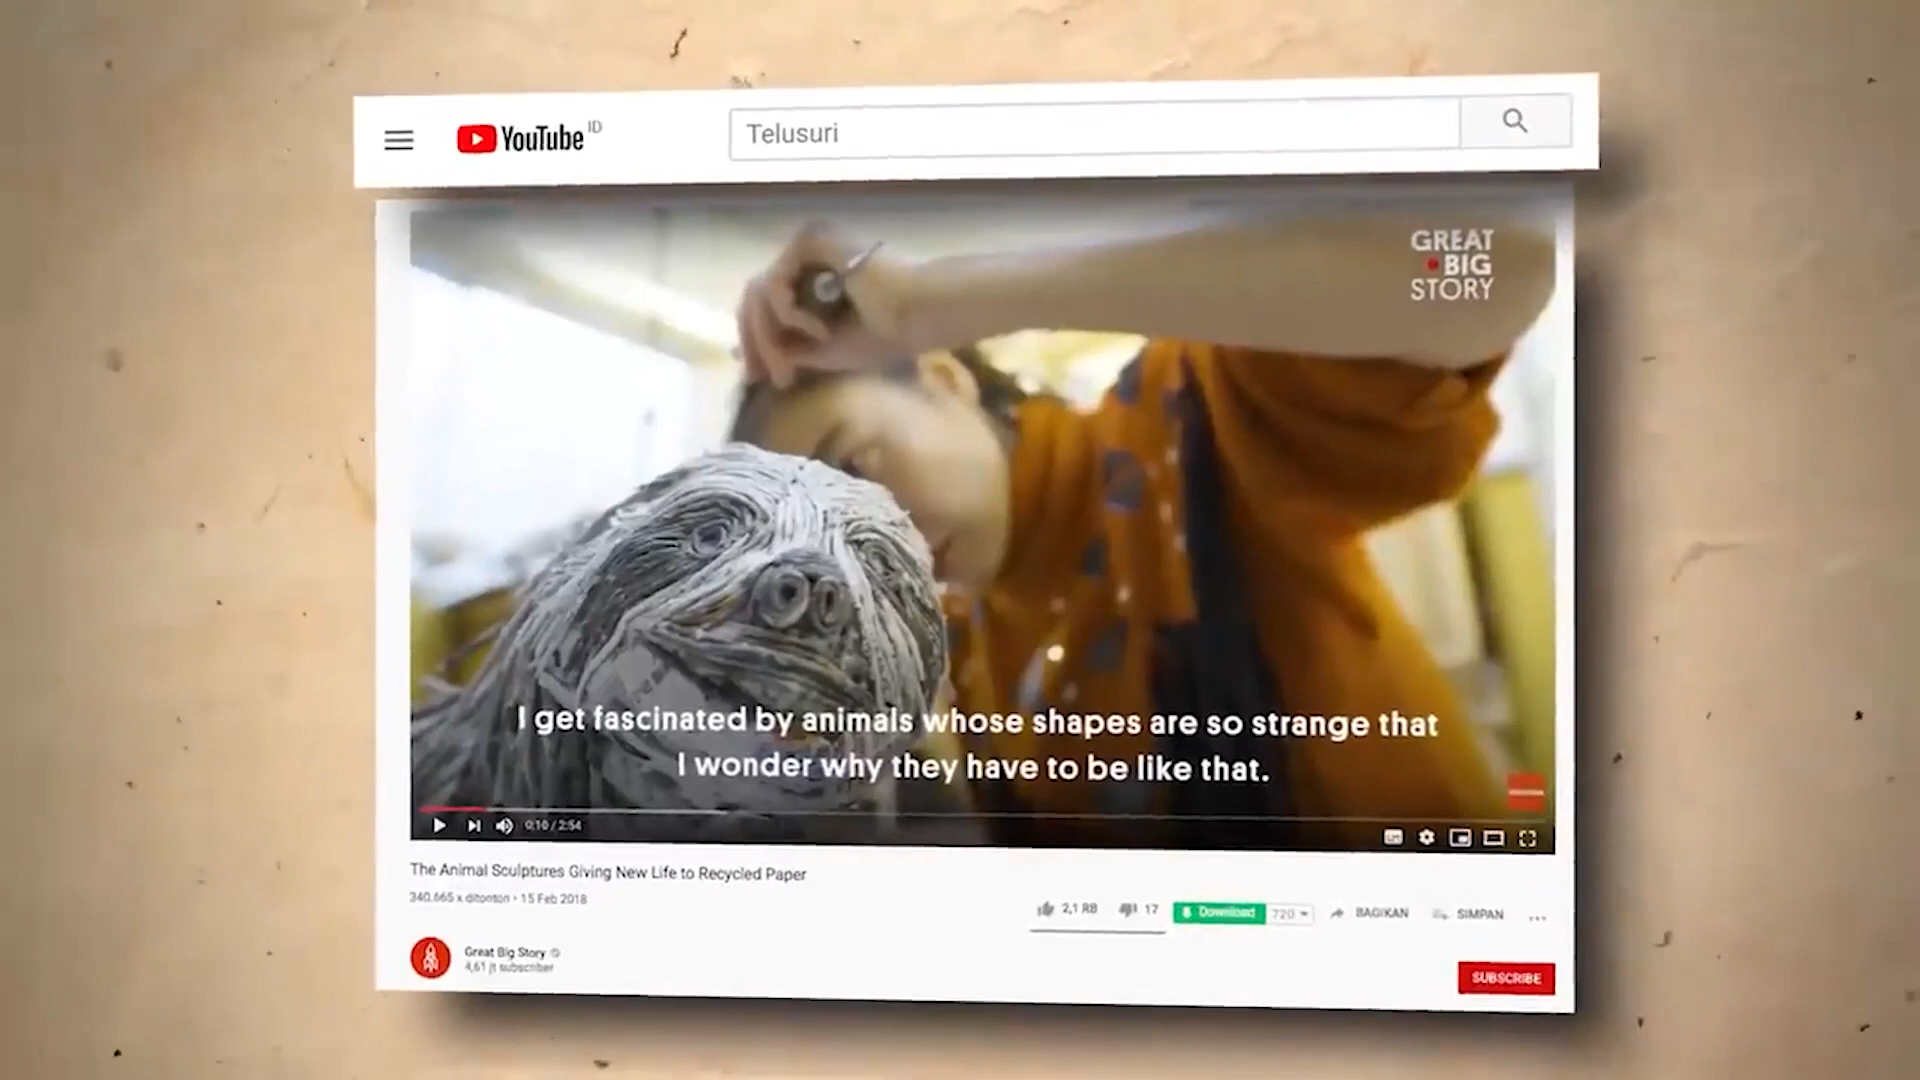 YouTube ID
Telusuri
GREAT
BIG
STORY
I get fascinated by animals whose shapes are so strange that
I wonder why they have to be like that.
0:10 / 2:54
The Animal Sculptures Giving New Life to Recycled Paper
340.665 x ditonton • 15 Feb 2018
2,1 RB
17
Download
720
BAGIKAN
SIMPAN
Great Big Story
4,61 jt subscriber
SUBSCRIBE